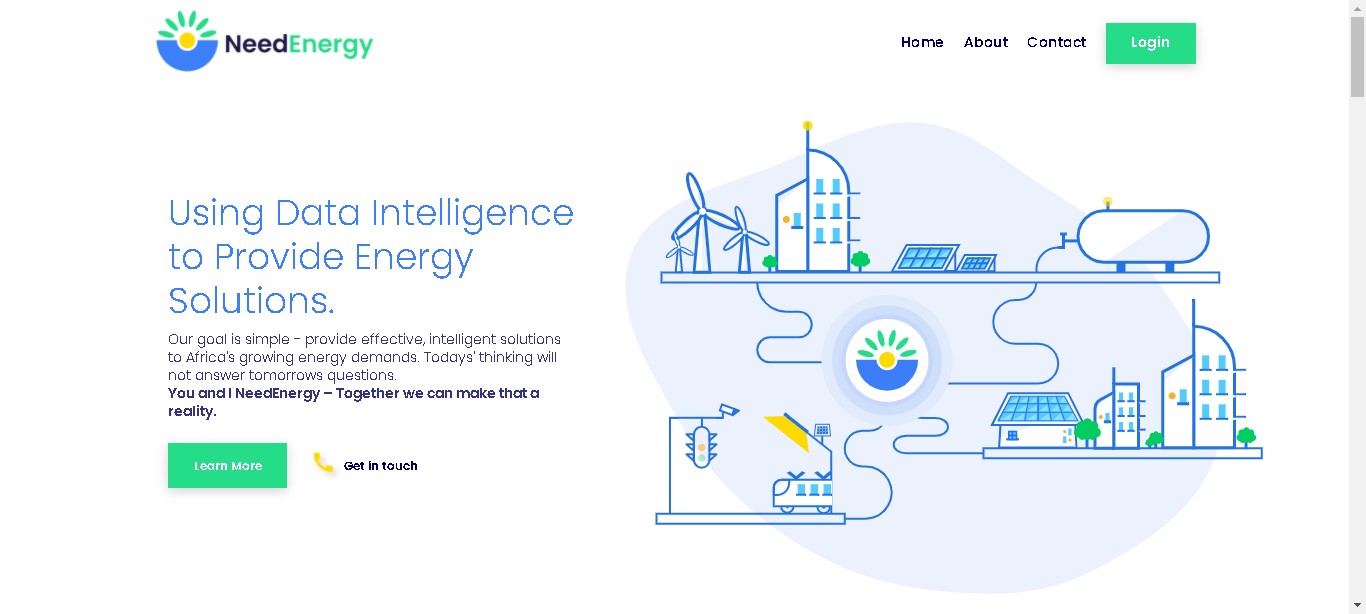 NeedEnergy
Home About Contact Login
Using Data Intelligence
to Provide Energy
Solutions.
Our goal is simple - provide effective, intelligent solutions
to Africa's growing energy demands. Todays' thinking will
not answer tomorrows questions.
You and I NeedEnergy – Together we can make that a
reality.
Learn More
Get in touch